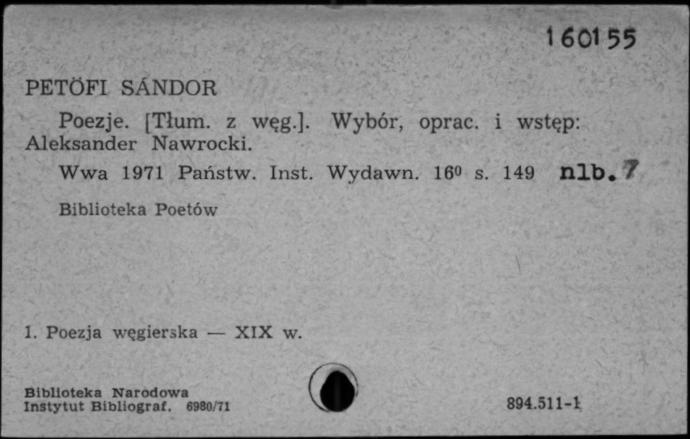 160155
PETÖFI SÁNDOR
Poezje. [Tłum. z węg.]. Wybór, oprac. i wstęp:
Aleksander Nawrocki.
Wwa 1971 Państw. Inst. Wydawn. 16⁰ s. 149 nlb. 7
Biblioteka Poetów
1. Poezja węgierska — XIX w.
Biblioteka Narodowa
Instytut Bibliograf. 6980/71
894.511-1